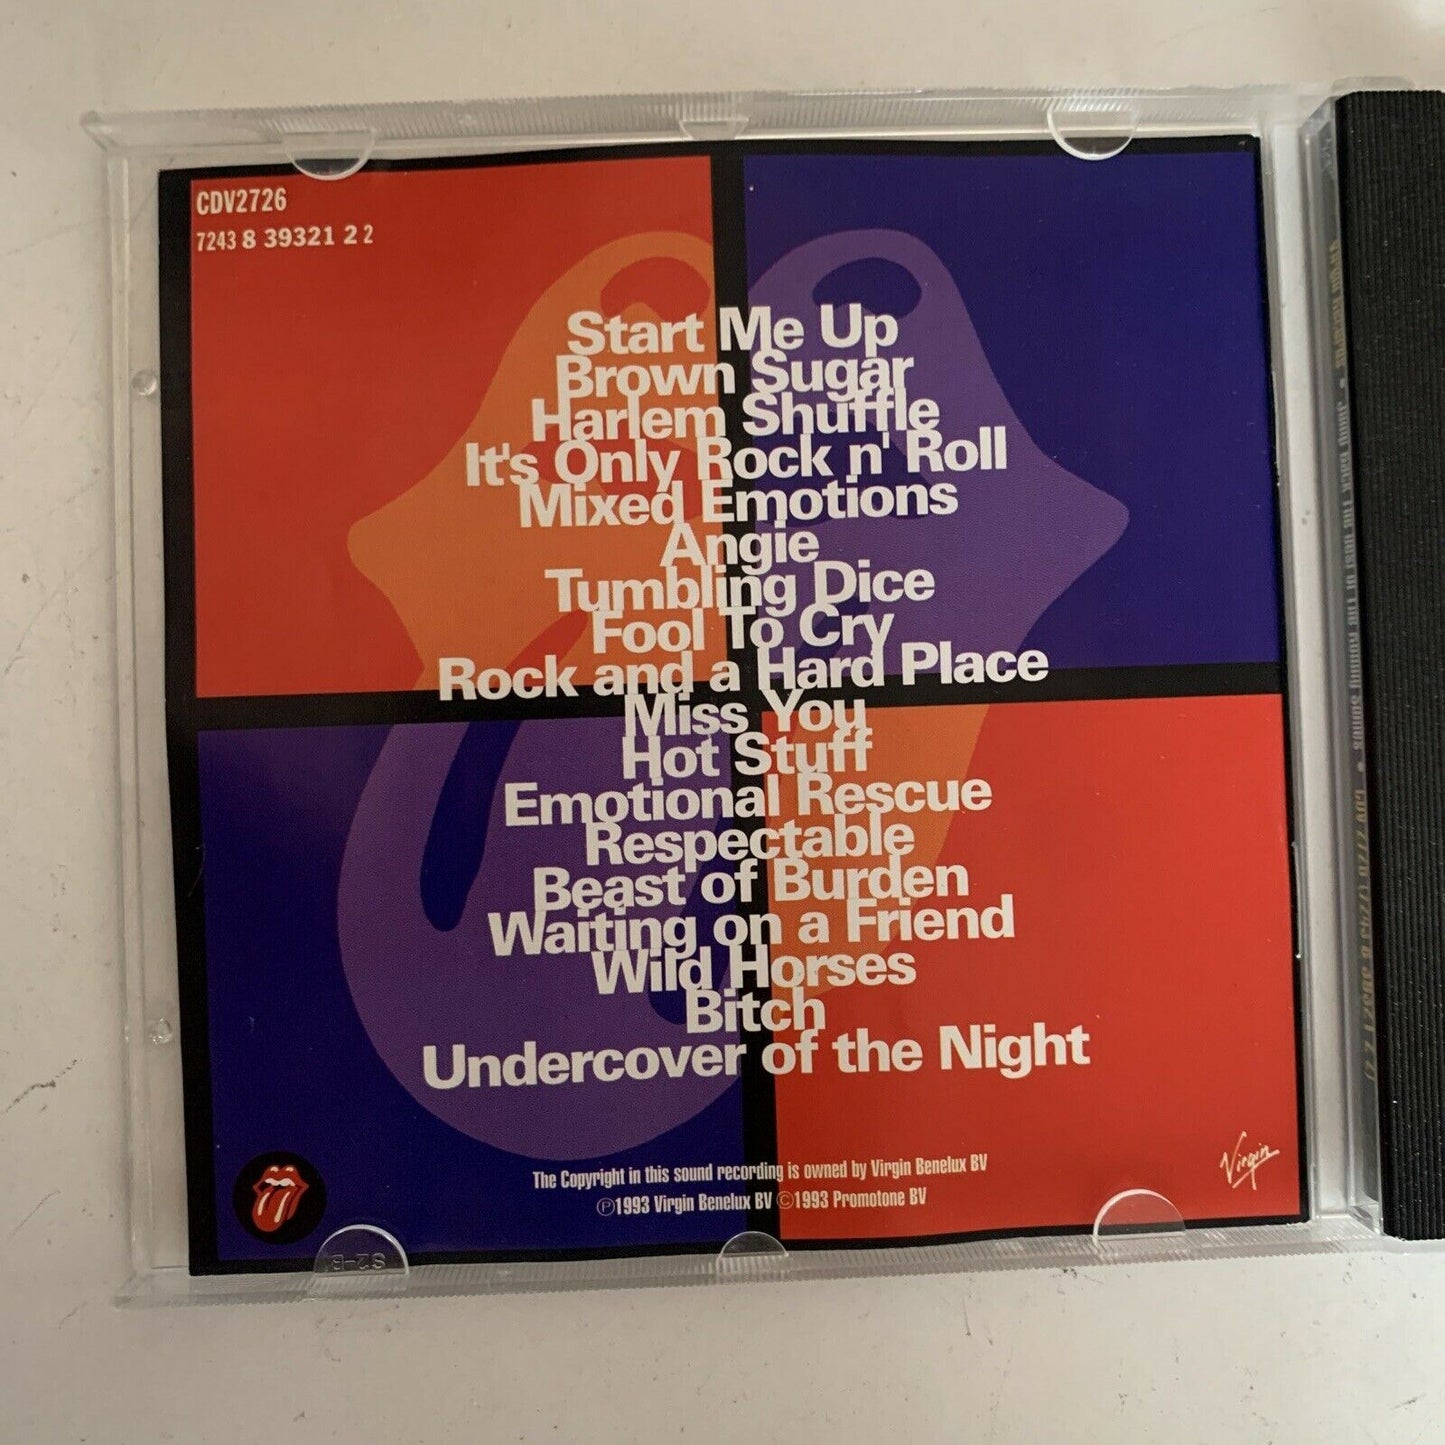 CDV2726
7243 8 39321 2 2
Start Me Up
Brown Sugar
Harlem Shuffle
It's Only Rock n' Roll
Mixed Emotions
Angie
Tumbling Dice
Fool To Cry
Rock and a Hard Place
Miss You
Hot Stuff
Emotional Rescue
Respectable
Beast of Burden
Waiting on a Friend
Wild Horses
Bitch
Undercover of the Night
The Copyright in this sound recording is owned by Virgin Benelux BV
℗1993 Virgin Benelux BV ©1993 Promotone BV
Virgin